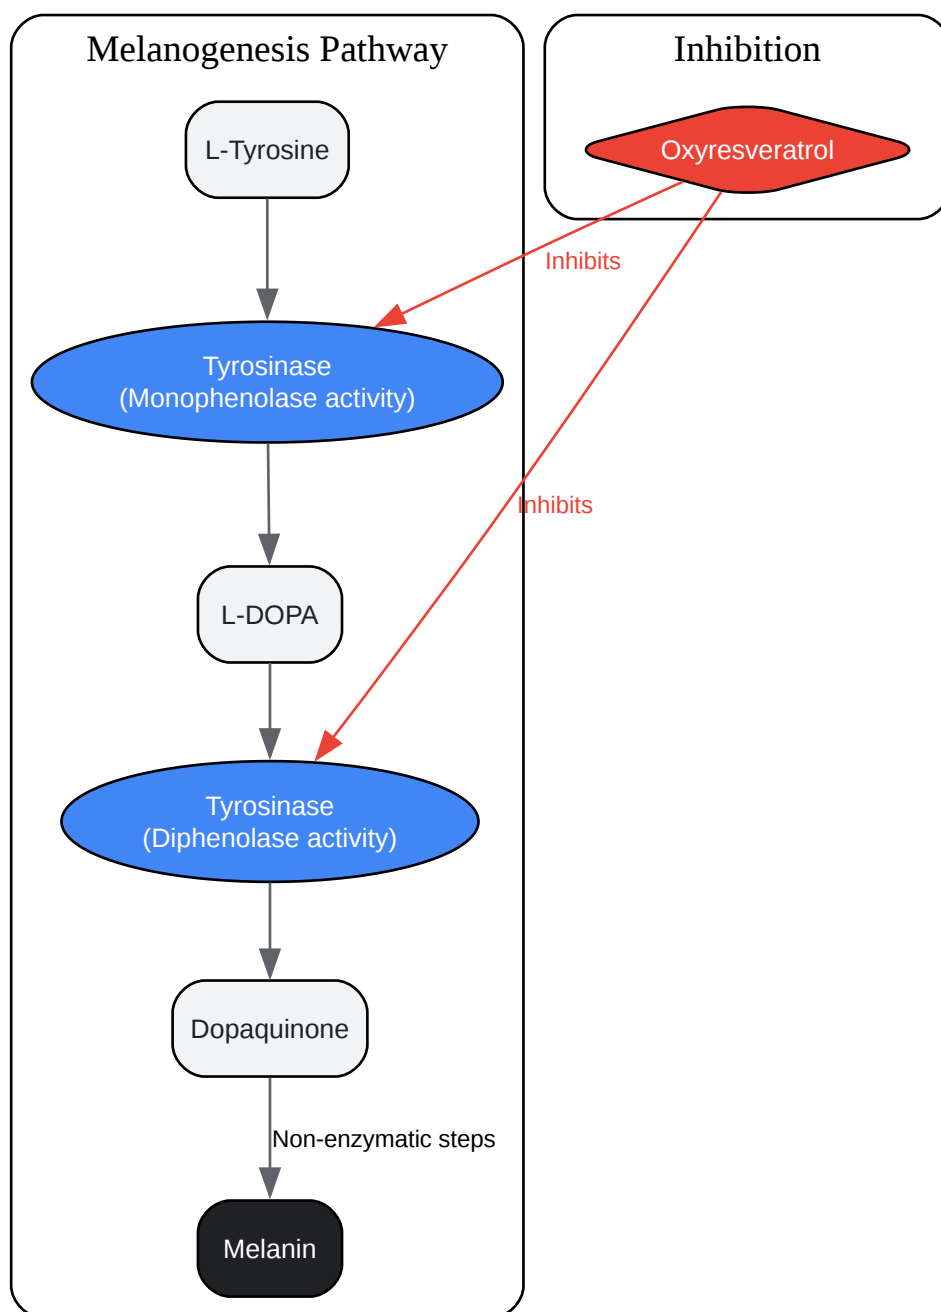 Melanogenesis Pathway
Inhibition
L-Tyrosine
Oxyresveratrol
Inhibits
Tyrosinase
(Monophenolase activity)
Inhibits
L-DOPA
Tyrosinase
(Diphenolase activity)
Dopaquinone
Non-enzymatic steps
Melanin